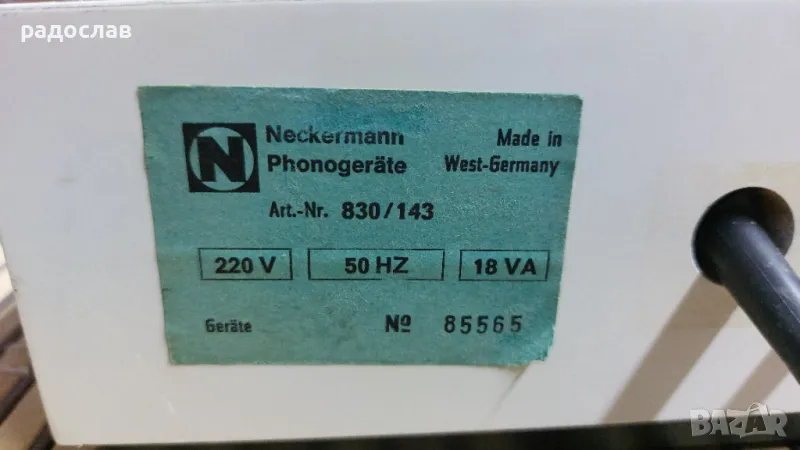 радослав
N
Neckermann
Phonogeräte
Made in
West-Germany
Art.-Nr. 830/143
220 V 50 HZ 18 VA
Geräte Nº 85565
BAZAR